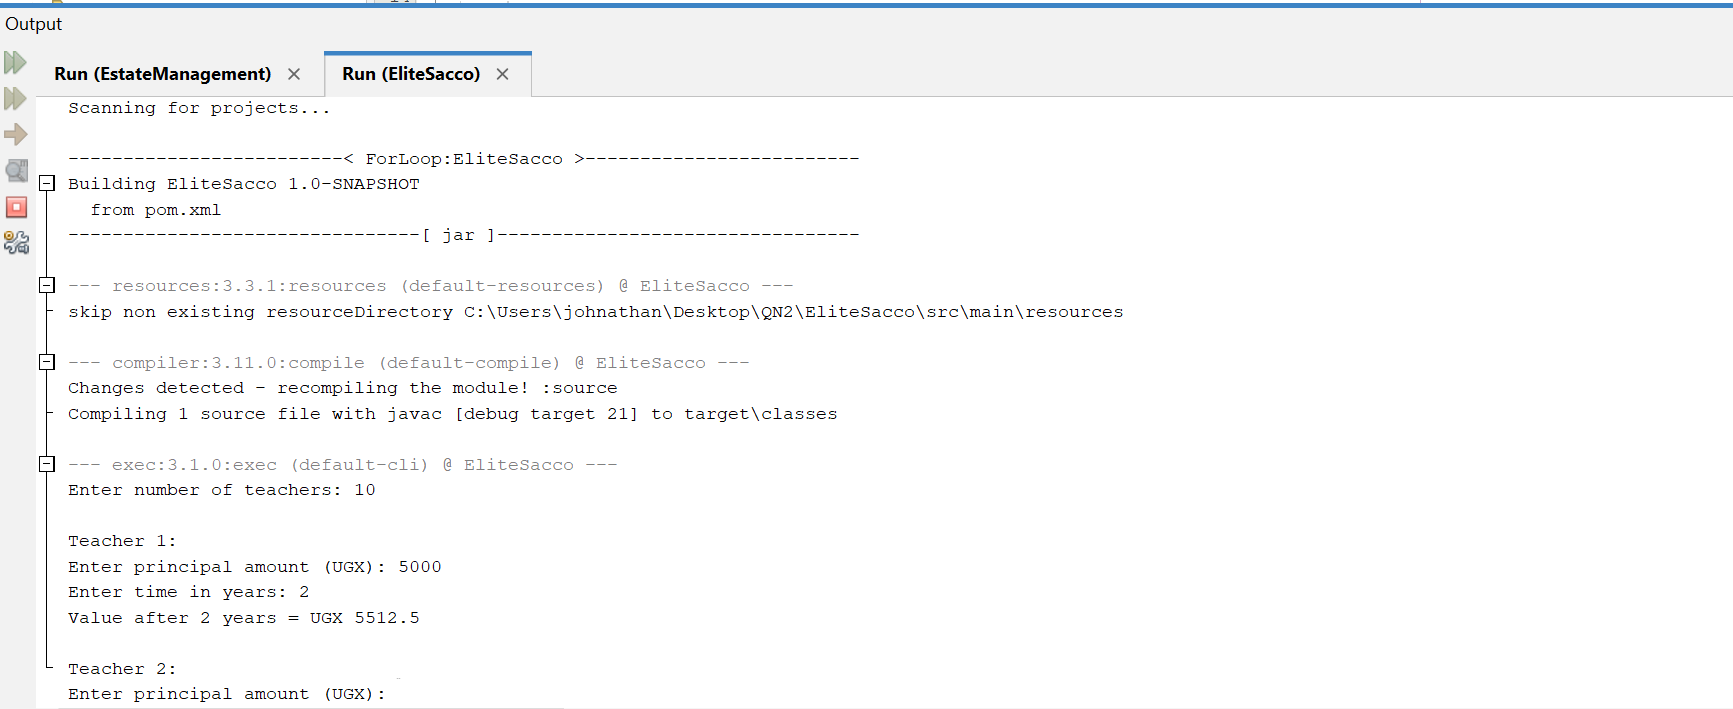 Output
Run (EstateManagement)
Run (EliteSacco)
Scanning for projects...
-------------------------< ForLoop:EliteSacco >-------------------------
Building EliteSacco 1.0-SNAPSHOT
from pom.xml
--------------------------------[ jar ]---------------------------------
--- resources:3.3.1:resources (default-resources) @ EliteSacco ---
skip non existing resourceDirectory C:\Users\johnathan\Desktop\QN2\EliteSacco\src\main\resources
--- compiler:3.11.0:compile (default-compile) @ EliteSacco ---
Changes detected - recompiling the module! :source
Compiling 1 source file with javac [debug target 21] to target\classes
--- exec:3.1.0:exec (default-cli) @ EliteSacco ---
Enter number of teachers: 10
Teacher 1:
Enter principal amount (UGX): 5000
Enter time in years: 2
Value after 2 years = UGX 5512.5
Teacher 2:
Enter principal amount (UGX):